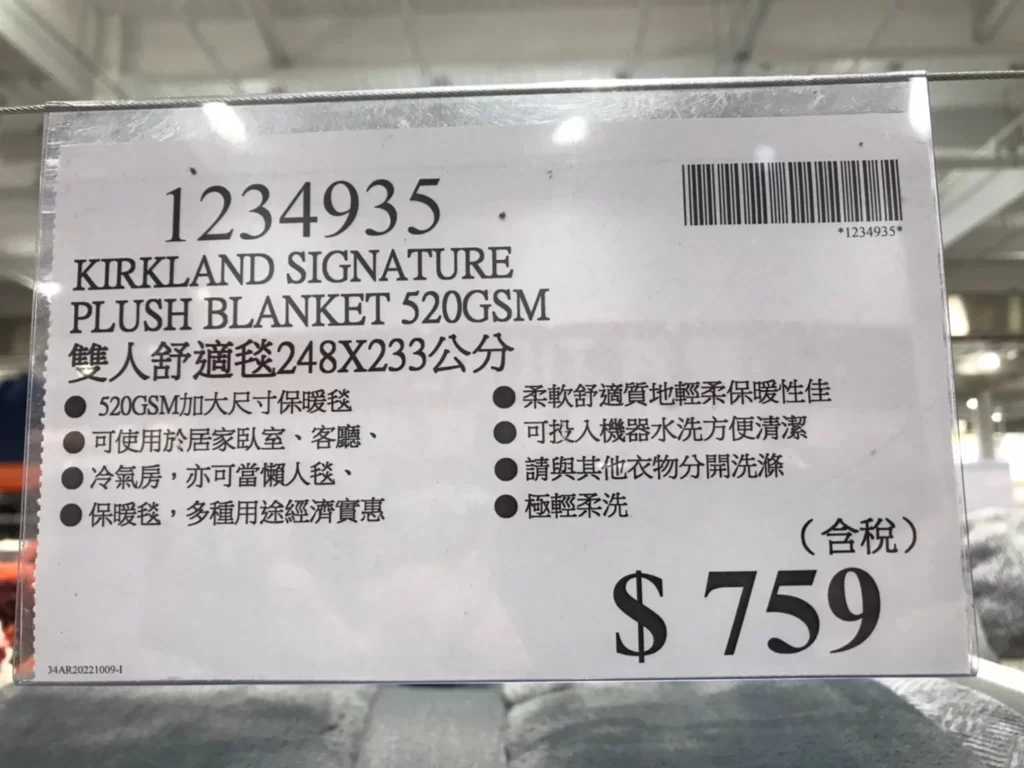 1234935
*1234935*
KIRKLAND SIGNATURE
PLUSH BLANKET 520GSM
雙人舒適毯248X233公分
● 520GSM加大尺寸保暖毯
● 可使用於居家臥室、客廳、
● 冷氣房，亦可當懶人毯、
● 保暖毯，多種用途經濟實惠
● 柔軟舒適質地輕柔保暖性佳
● 可投入機器水洗方便清潔
● 請與其他衣物分開洗滌
● 極輕柔洗
（含稅）
$ 759
34AR20221009-I